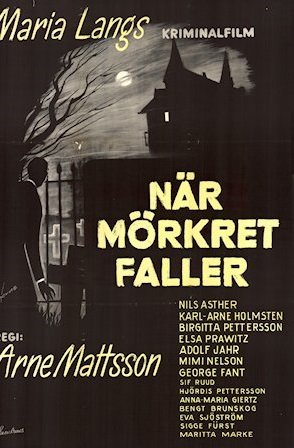 Maria Langs
KRIMINALFILM
NÄR
MÖRKRET
FALLER
REGI:
Arne Mattsson
NILS ASTHER
KARL-ARNE HOLMSTEN
BIRGITTA PETTERSSON
ELSA PRAWITZ
ADOLF JAHR
MIMI NELSON
GEORGE FANT
SIF RUUD
HJÖRDIS PETTERSSON
ANNA-MARIA GIERTZ
BENGT BRUNSKOG
EVA SJÖSTRÖM
SIGGE FÜRST
MARITTA MARKE